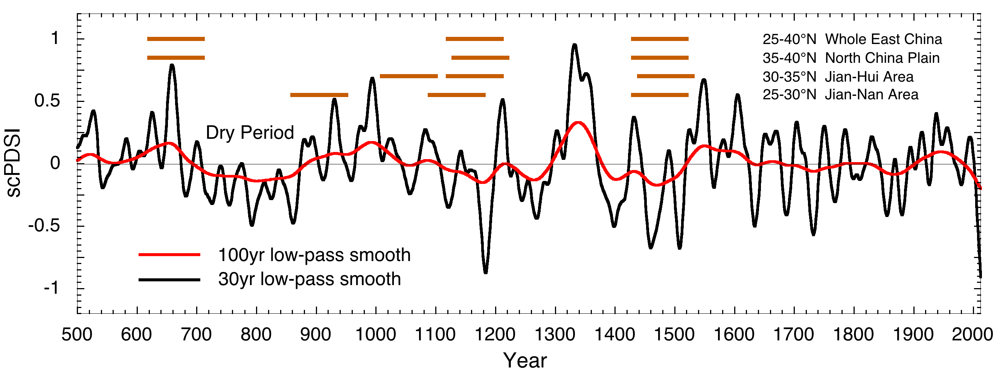 1
0.5
0
-0.5
-1
scPDSI
25-40°N Whole East China
35-40°N North China Plain
30-35°N Jian-Hui Area
25-30°N Jian-Nan Area
Dry Period
100yr low-pass smooth
30yr low-pass smooth
500 600 700 800 900 1000 1100 1200 1300 1400 1500 1600 1700 1800 1900 2000
Year